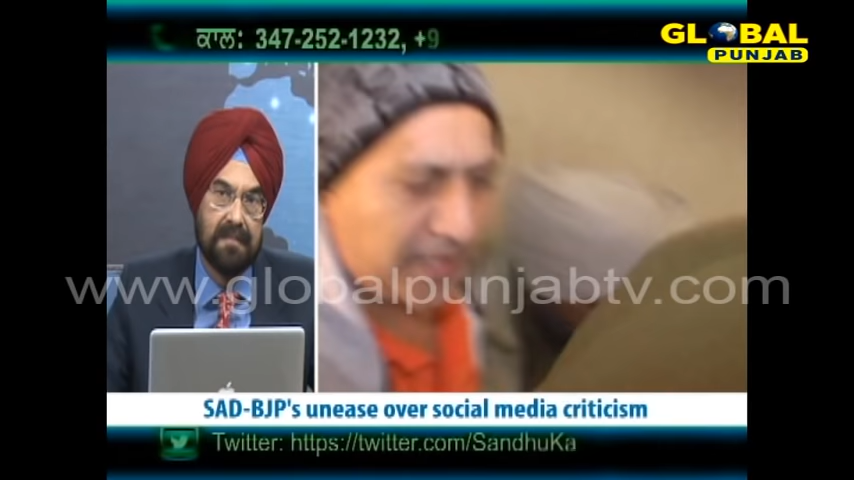 ਕਾਲ: 347-252-1232, +9
GLOBAL
PUNJAB
www.globalpunjabtv.com
SAD-BJP's unease over social media criticism
Twitter: https://twitter.com/SandhuKa